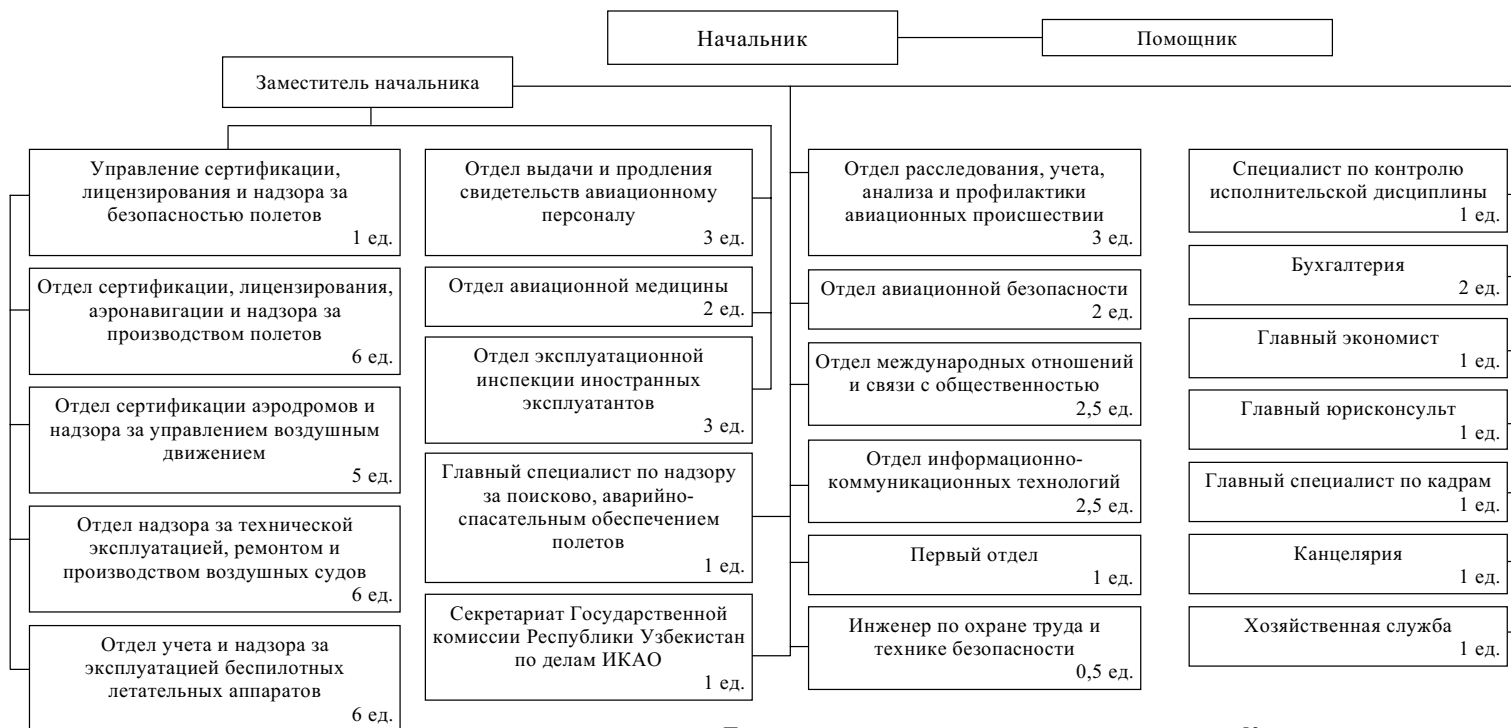 Начальник
Помощник
Заместитель начальника
Управление сертификации,
лицензирования и надзора за
безопасностью полетов
1 ед.
Отдел сертификации, лицензирования,
аэронавигации и надзора за
производством полетов
6 ед.
Отдел сертификации аэродромов и
надзора за управлением воздушным
движением
5 ед.
Отдел надзора за технической
эксплуатацией, ремонтом и
производством воздушных судов
6 ед.
Отдел учета и надзора за
эксплуатацией беспилотных
летательных аппаратов
6 ед.
Отдел выдачи и продления
свидетельств авиационному
персоналу
3 ед.
Отдел авиационной медицины
2 ед.
Отдел эксплуатационной
инспекции иностранных
эксплуатантов
3 ед.
Главный специалист по надзору
за поисково, аварийно-
спасательным обеспечением
полетов
1 ед.
Секретариат Государственной
комиссии Республики Узбекистан
по делам ИКАО
1 ед.
Отдел расследования, учета,
анализа и профилактики
авиационных происшествии
3 ед.
Отдел авиационной безопасности
2 ед.
Отдел международных отношений
и связи с общественностью
2,5 ед.
Отдел информационно-
коммуникационных технологий
2,5 ед.
Первый отдел
1 ед.
Инженер по охране труда и
технике безопасности
0,5 ед.
Специалист по контролю
исполнительской дисциплины
1 ед.
Бухгалтерия
2 ед.
Главный экономист
1 ед.
Главный юрисконсульт
1 ед.
Главный специалист по кадрам
1 ед.
Канцелярия
1 ед.
Хозяйственная служба
1 ед.